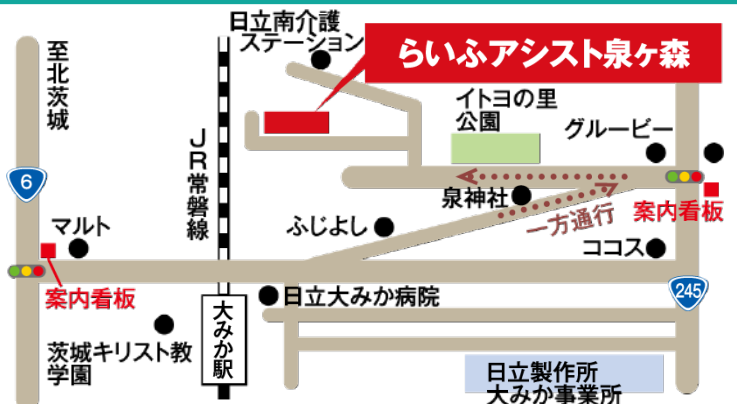 日立南介護
ステーション
らいふアシスト泉ヶ森
至北茨城
イトヨの里
公園
グルービー
6
JR常磐線
泉神社
一方通行
案内看板
マルト
ふじよし
ココス
案内看板
日立大みか病院
245
大みか駅
茨城キリスト教
学園
日立製作所
大みか事業所